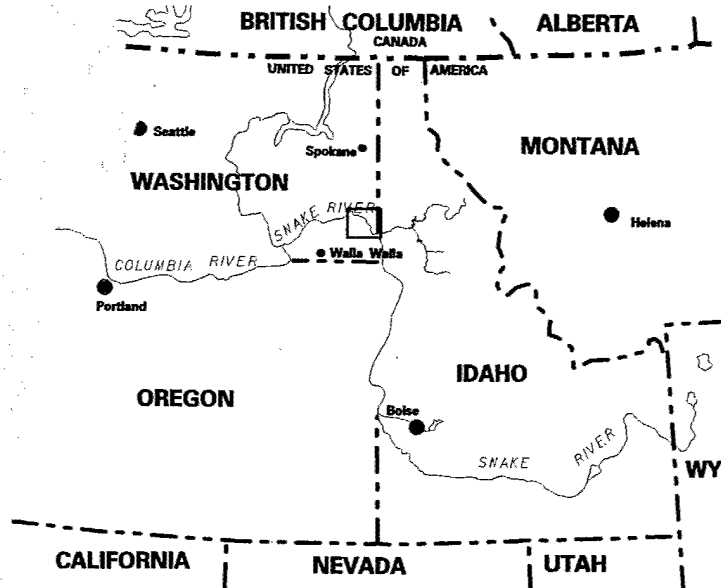 BRITISH COLUMBIA
ALBERTA
CANADA
UNITED STATES OF AMERICA
Seattle
Spokane
MONTANA
WASHINGTON
SNAKE RIVER
Helena
Walla Walla
COLUMBIA RIVER
Portland
IDAHO
OREGON
Boise
SNAKE RIVER
WY
CALIFORNIA
NEVADA
UTAH